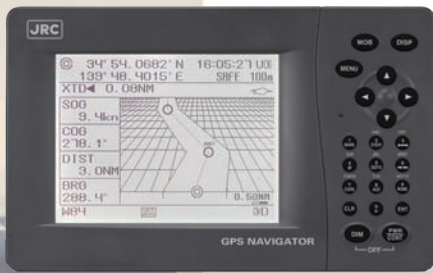 JRC
34° 54.0682' N 16:05:27
139° 48.4015' E SAFE 100m
XTD◀ 0.08NM
SOG
9.4kn
COG
278.1°
DIST
3.0NM
BRG
288.4° 0.50NM
W84 3D
GPS NAVIGATOR
MOB DISP
MENU
CLR 0 ENT
DIM PWR CONT
OFF